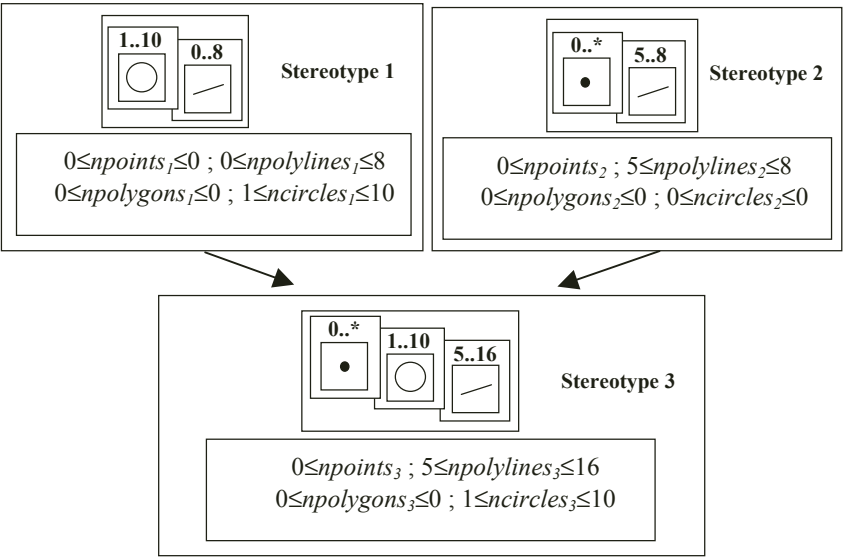 1..10
0..8
Stereotype 1
0≤npoints₁≤0 ; 0≤npolylines₁≤8
0≤npolygons₁≤0 ; 1≤ncircles₁≤10
0..*
5..8
Stereotype 2
0≤npoints₂ ; 5≤npolylines₂≤8
0≤npolygons₂≤0 ; 0≤ncircles₂≤0
0..*
1..10
5..16
Stereotype 3
0≤npoints₃ ; 5≤npolylines₃≤16
0≤npolygons₃≤0 ; 1≤ncircles₃≤10